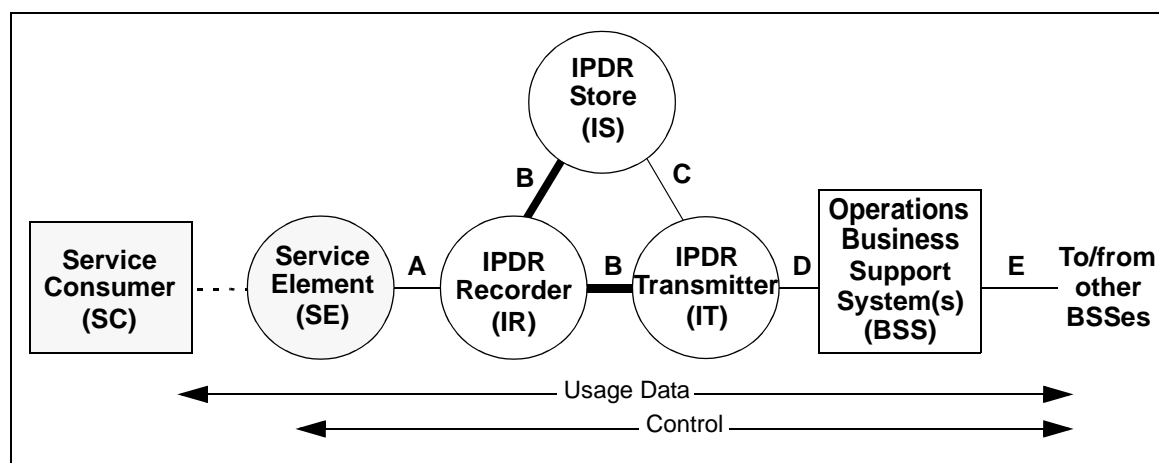 IPDR
Store
(IS)
B
C
Service
Consumer
(SC)
Service
Element
(SE)
A
IPDR
Recorder
(IR)
B
IPDR
Transmitter
(IT)
D
Operations
Business
Support
System(s)
(BSS)
E
To/from
other
BSSes
Usage Data
Control